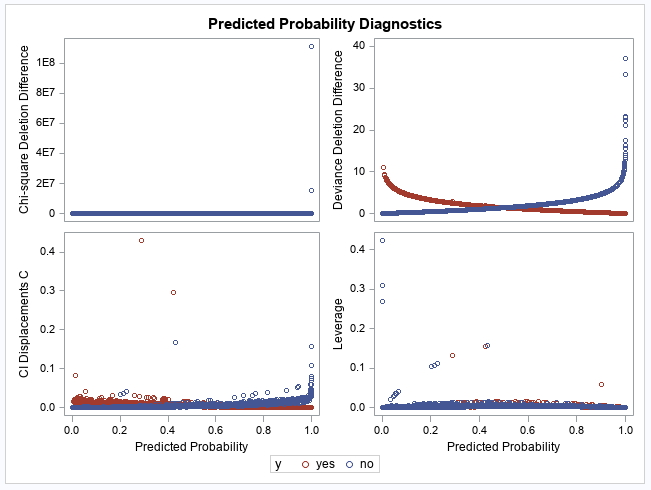 Predicted Probability Diagnostics
Chi-square Deletion Difference
1E8
8E7
6E7
4E7
2E7
0
Deviance Deletion Difference
40
30
20
10
0
CI Displacements C
0.4
0.3
0.2
0.1
0.0
0.0 0.2 0.4 0.6 0.8 1.0
Predicted Probability
Leverage
0.4
0.3
0.2
0.1
0.0
0.0 0.2 0.4 0.6 0.8 1.0
Predicted Probability
y yes no